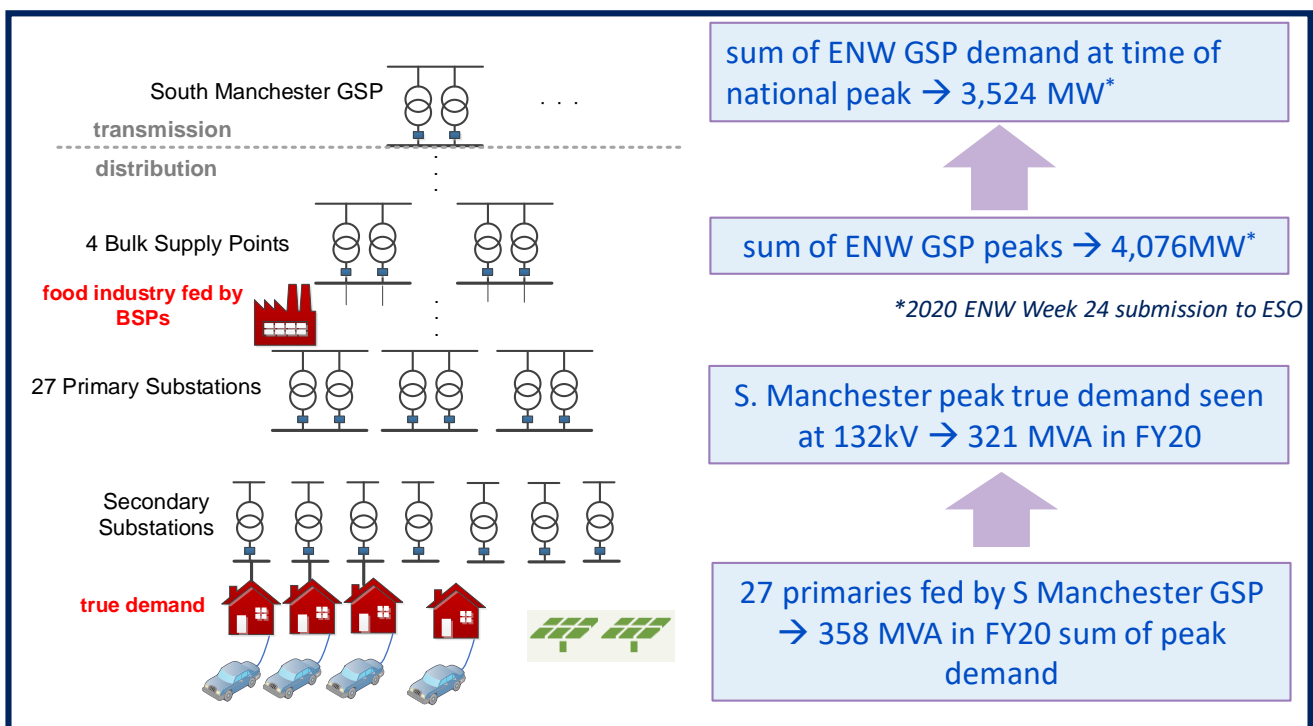 South Manchester GSP
. . .
transmission
distribution
4 Bulk Supply Points
food industry fed by
BSPs
27 Primary Substations
Secondary
Substations
true demand
sum of ENW GSP demand at time of
national peak → 3,524 MW*
sum of ENW GSP peaks → 4,076MW*
*2020 ENW Week 24 submission to ESO
S. Manchester peak true demand seen
at 132kV → 321 MVA in FY20
27 primaries fed by S Manchester GSP
→ 358 MVA in FY20 sum of peak
demand